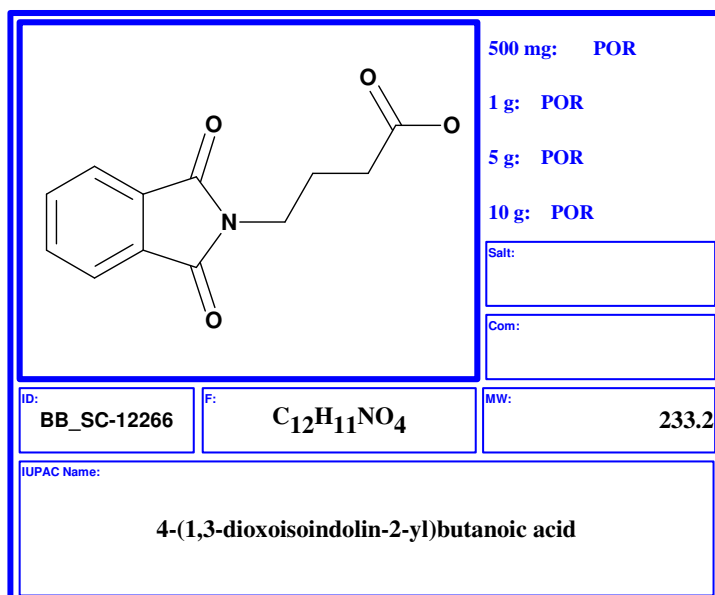 500 mg: POR
1 g: POR
5 g: POR
10 g: POR
O
O
O
N
O
Salt:
Com:
ID: BB_SC-12266
F: C12H11NO4
MW: 233.2
IUPAC Name:
4-(1,3-dioxoisoindolin-2-yl)butanoic acid